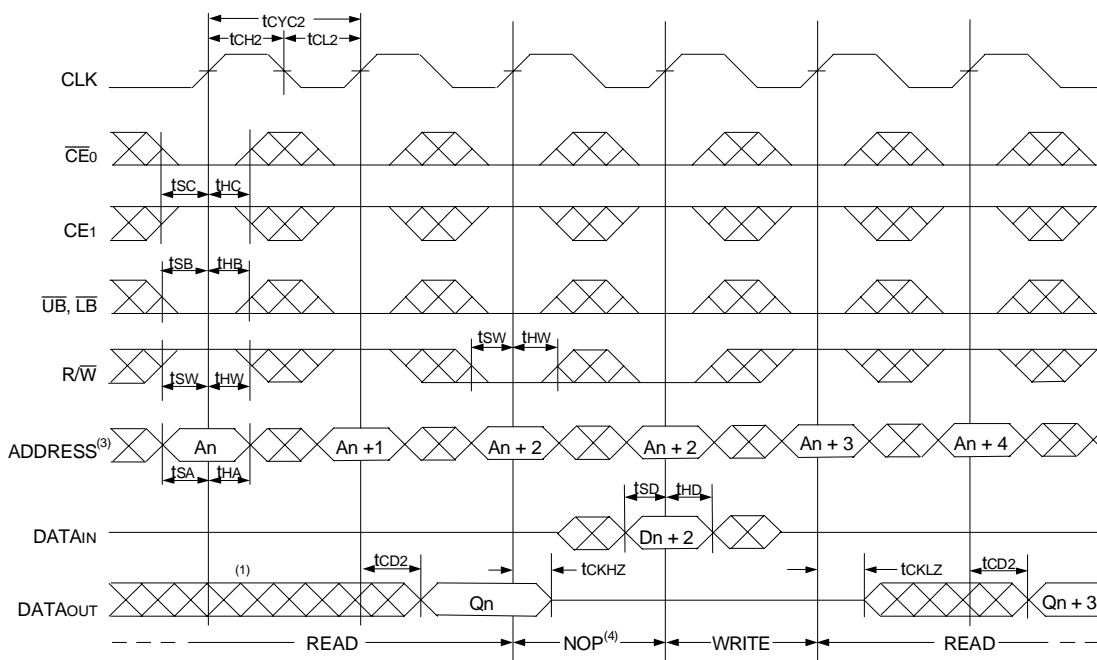 tCYC2
tCH2 tCL2
CLK
CE0
tSC tHC
CE1
tSB tHB
UB, LB
tSW tHW
R/W
tSW tHW
ADDRESS(3) An An +1 An + 2 An + 2 An + 3 An + 4
tSA tHA
tSD tHD
DATAIN Dn + 2
(1) tCD2 tCKHZ tCKLZ tCD2
DATAOUT Qn Qn + 3
READ NOP(4) WRITE READ